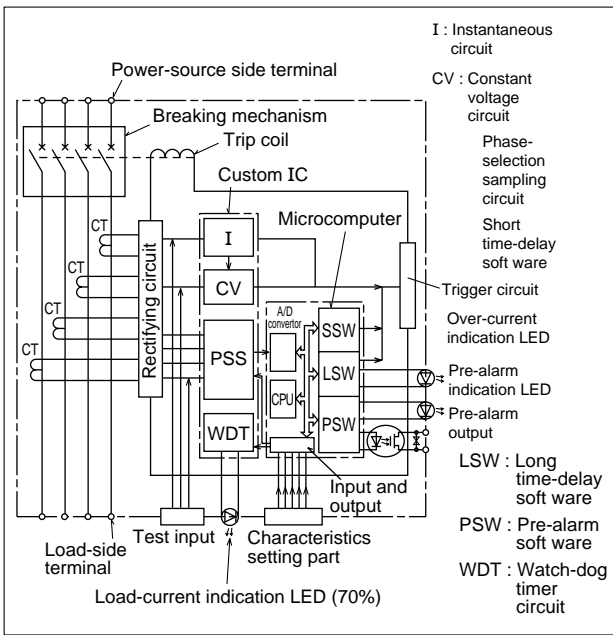 I : Instantaneous
circuit
CV : Constant
voltage
circuit
Phase-
selection
sampling
circuit
Short
time-delay
soft ware
Power-source side terminal
Breaking mechanism
Trip coil
Custom IC
Microcomputer
CT
CT
CT
CT
Rectifying circuit
I
CV
PSS
WDT
A/D
convertor
CPU
SSW
LSW
PSW
Trigger circuit
Over-current
indication LED
Pre-alarm
indication LED
Pre-alarm
output
Input and
output
LSW : Long
time-delay
soft ware
PSW : Pre-alarm
soft ware
WDT : Watch-dog
timer
circuit
Load-side
terminal
Test input
Characteristics
setting part
Load-current indication LED (70%)